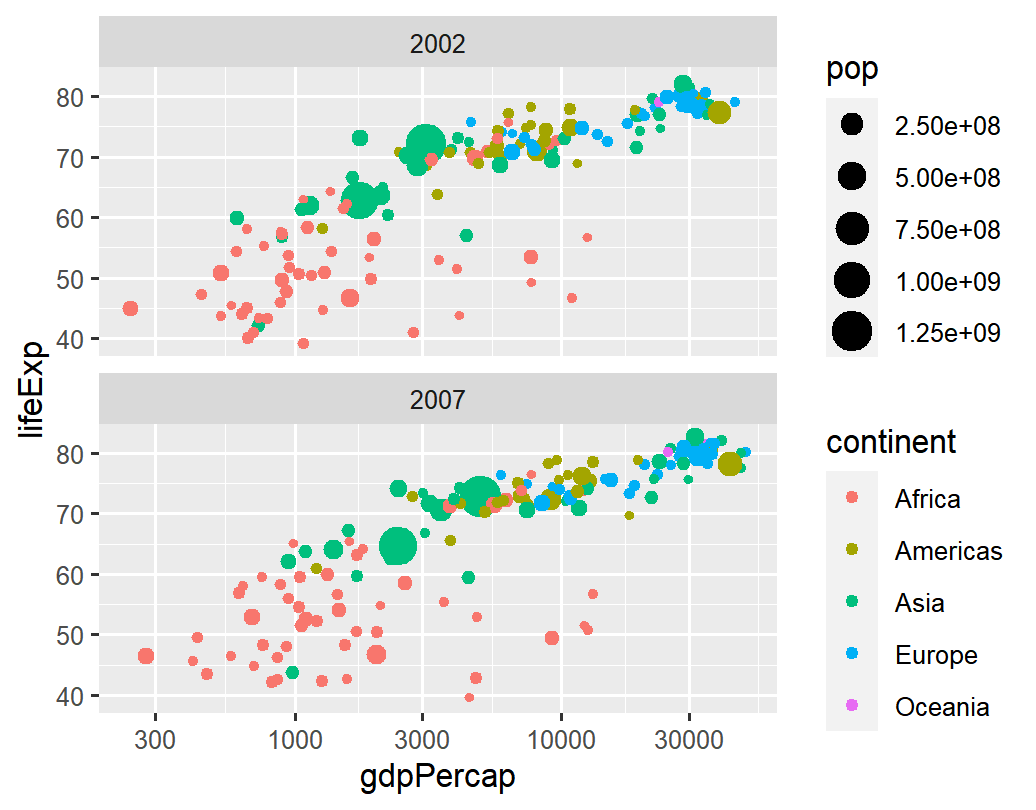 2002
80
70
60
50
40
2007
80
70
60
50
40
lifeExp
300 1000 3000 10000 30000
gdpPercap
pop
2.50e+08
5.00e+08
7.50e+08
1.00e+09
1.25e+09
continent
Africa
Americas
Asia
Europe
Oceania